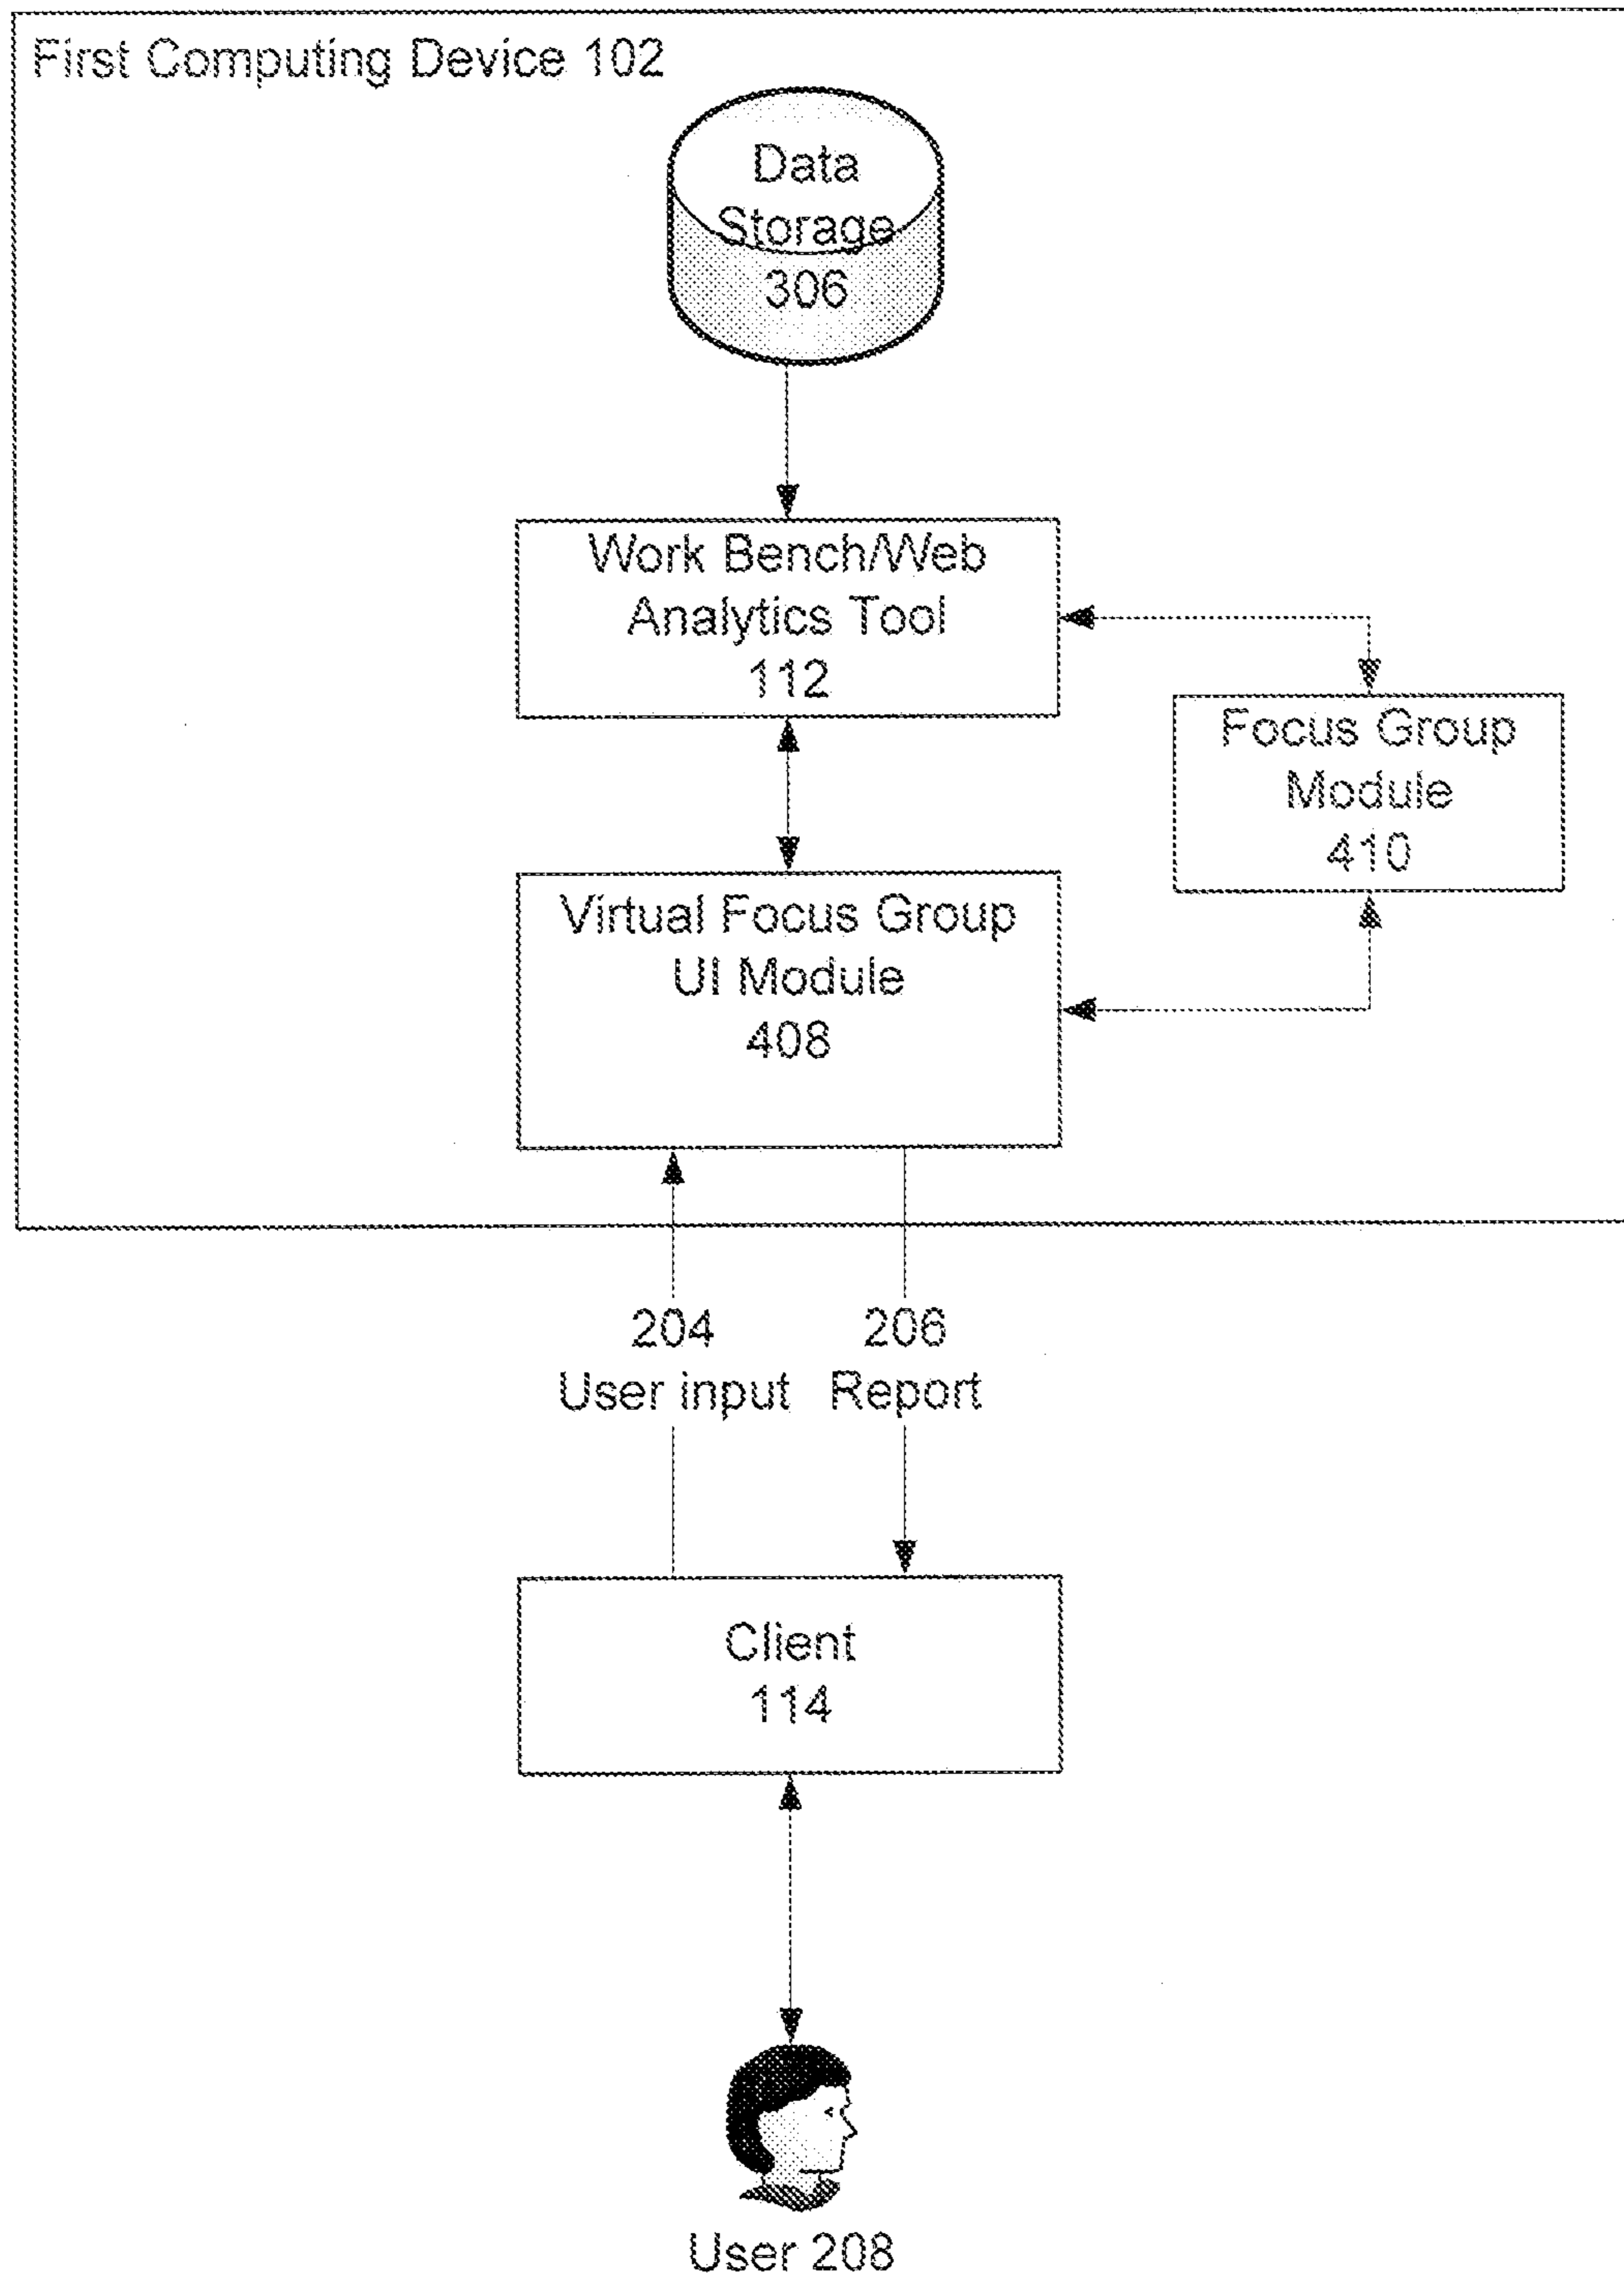 First Computing Device 102
Data
Storage
306
Work Bench/Web
Analytics Tool
112
Focus Group
Module
410
Virtual Focus Group
UI Module
408
204
User input
206
Report
Client
114
User 208